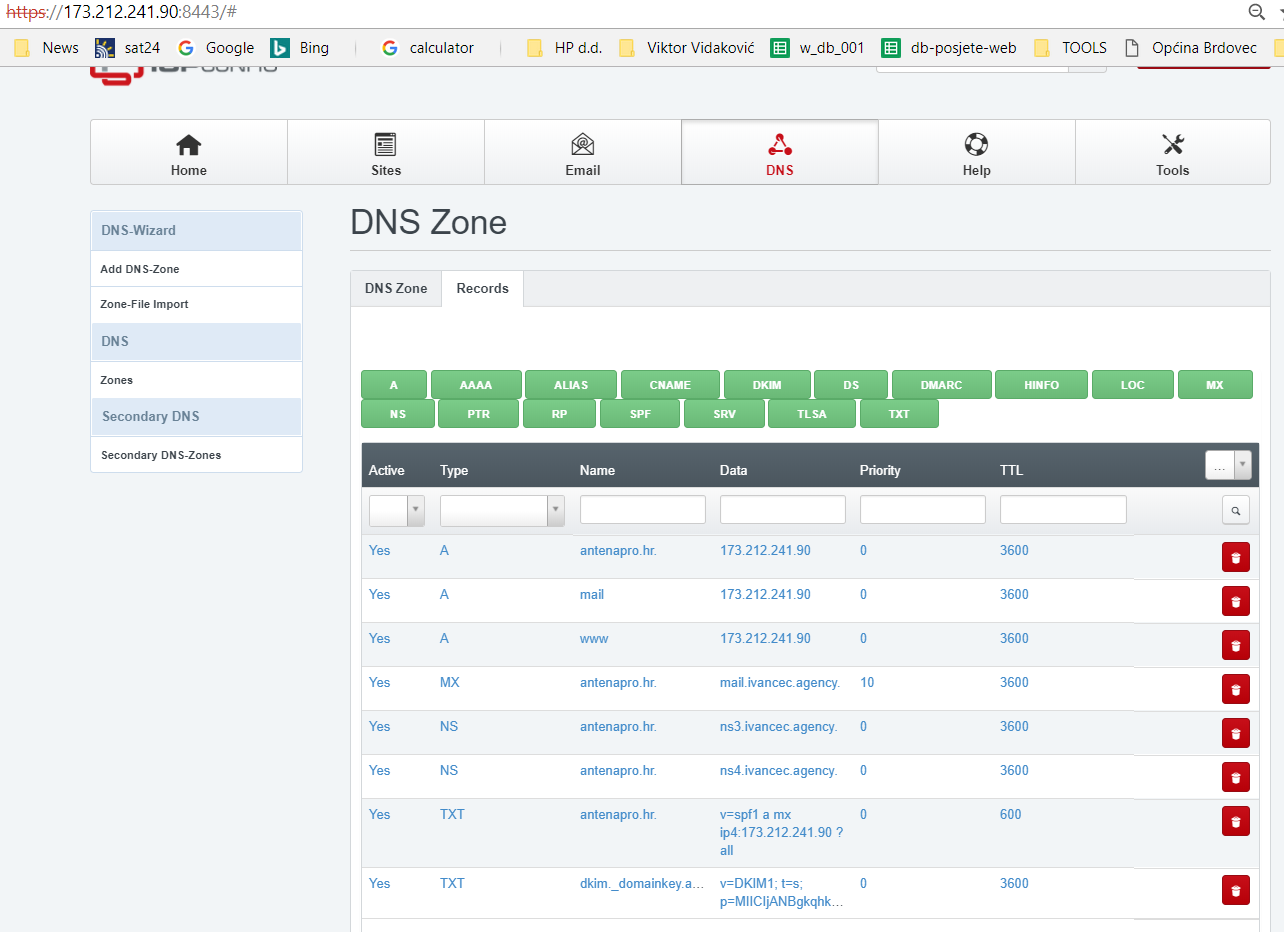 https://173.212.241.90:8443/#
News sat24 Google Bing calculator HP d.d. Viktor Vidaković w_db_001 db-posjete-web TOOLS Općina Brdovec
Home Sites Email DNS Help Tools
DNS-Wizard
Add DNS-Zone
Zone-File Import
DNS
Zones
Secondary DNS
Secondary DNS-Zones
DNS Zone
DNS Zone Records
A AAAA ALIAS CNAME DKIM DS DMARC HINFO LOC MX
NS PTR RP SPF SRV TLSA TXT
Active Type Name Data Priority TTL ...
Yes A antenapro.hr. 173.212.241.90 0 3600
Yes A mail 173.212.241.90 0 3600
Yes A www 173.212.241.90 0 3600
Yes MX antenapro.hr. mail.ivancec.agency. 10 3600
Yes NS antenapro.hr. ns3.ivancec.agency. 0 3600
Yes NS antenapro.hr. ns4.ivancec.agency. 0 3600
Yes TXT antenapro.hr. v=spf1 a mx 0 600
ip4:173.212.241.90 ?
all
Yes TXT dkim._domainkey.a... v=DKIM1; t=s; 0 3600
p=MIICIjANBgkqhk...